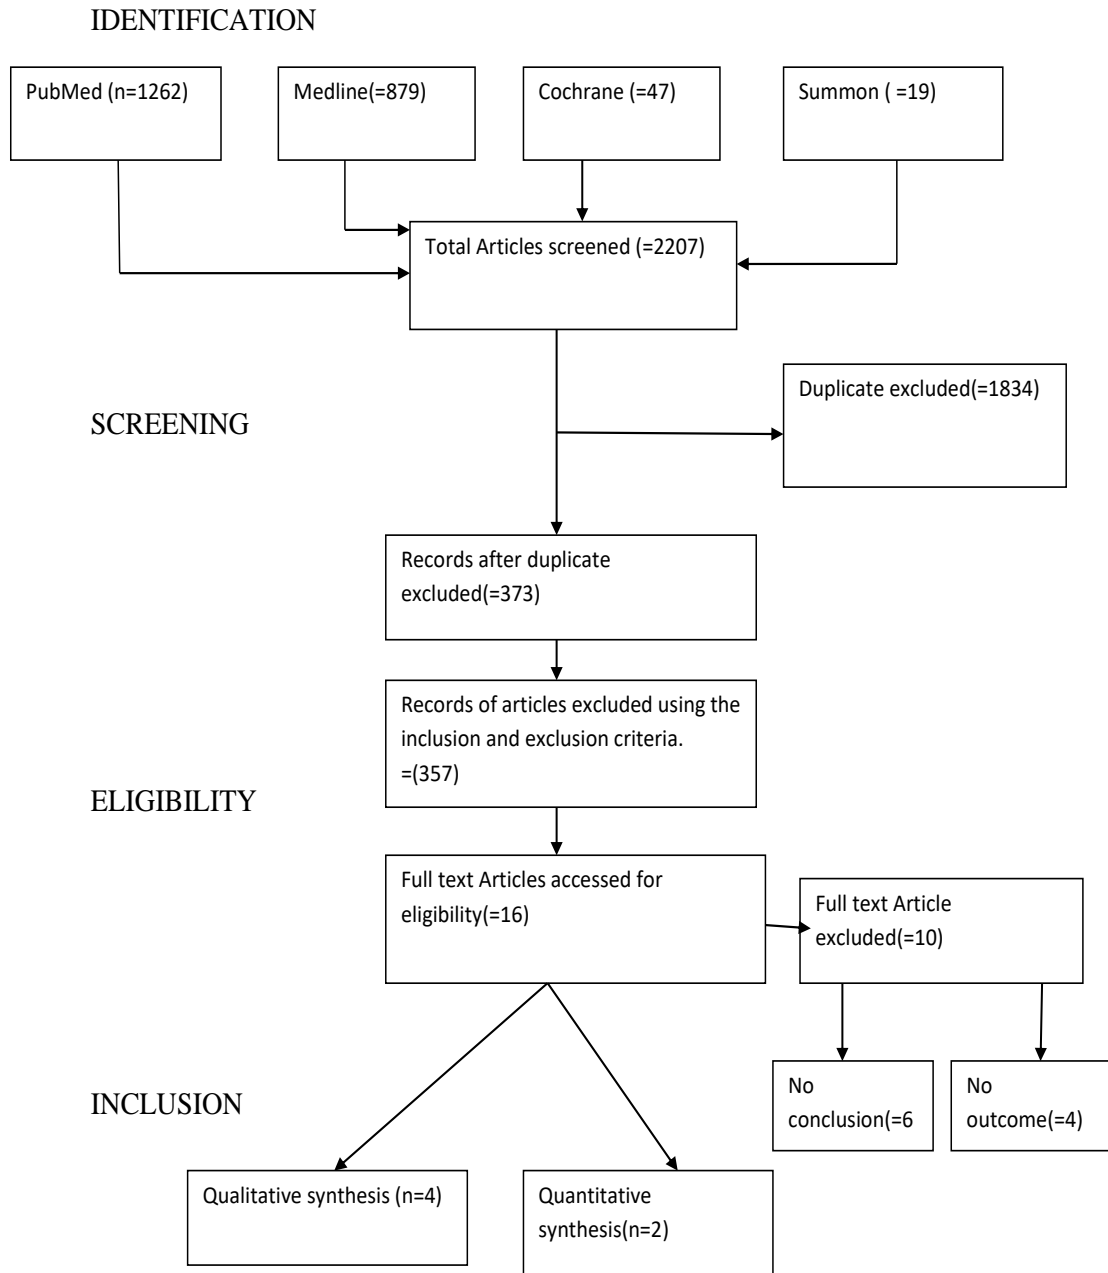 IDENTIFICATION
PubMed (n=1262)
Medline(=879)
Cochrane (=47)
Summon ( =19)
Total Articles screened (=2207)
Duplicate excluded(=1834)
SCREENING
Records after duplicate
excluded(=373)
Records of articles excluded using the
inclusion and exclusion criteria.
=(357)
ELIGIBILITY
Full text Articles accessed for
eligibility(=16)
Full text Article
excluded(=10)
No
conclusion(=6
No
outcome(=4)
INCLUSION
Qualitative synthesis (n=4)
Quantitative
synthesis(n=2)